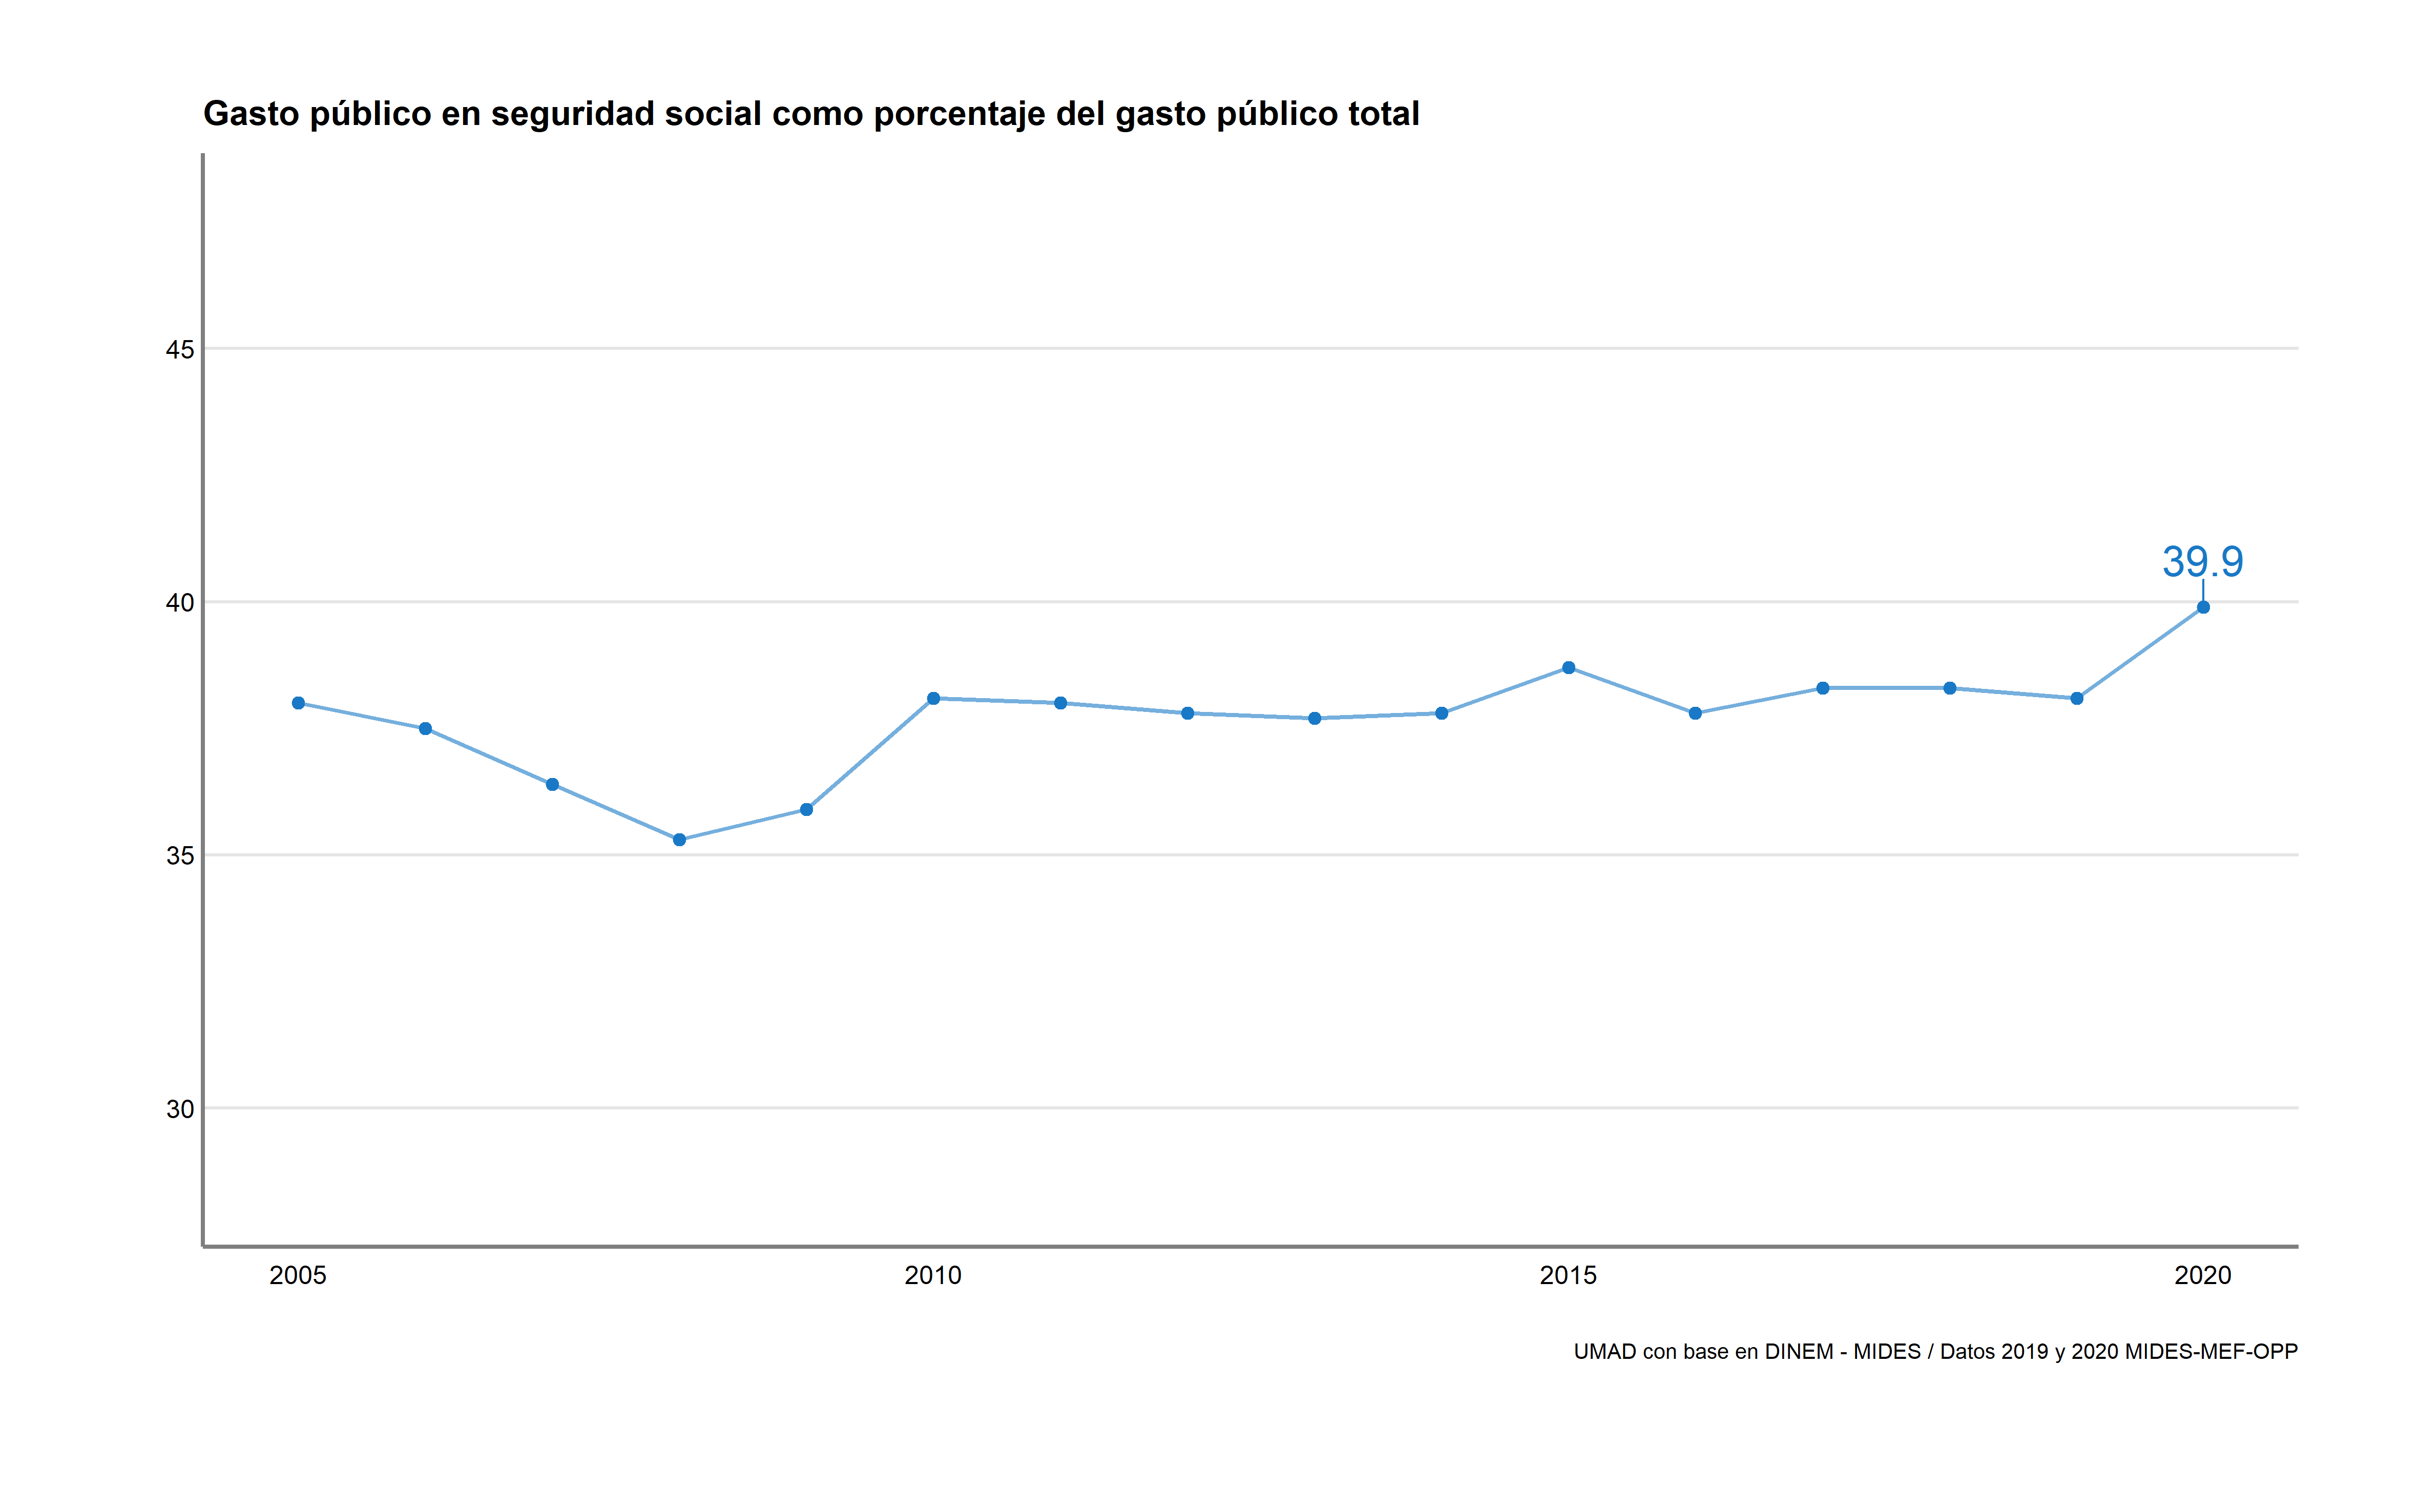 Gasto público en seguridad social como porcentaje del gasto público total
45
40
35
30
39.9
2005 2010 2015 2020
UMAD con base en DINEM - MIDES / Datos 2019 y 2020 MIDES-MEF-OPP